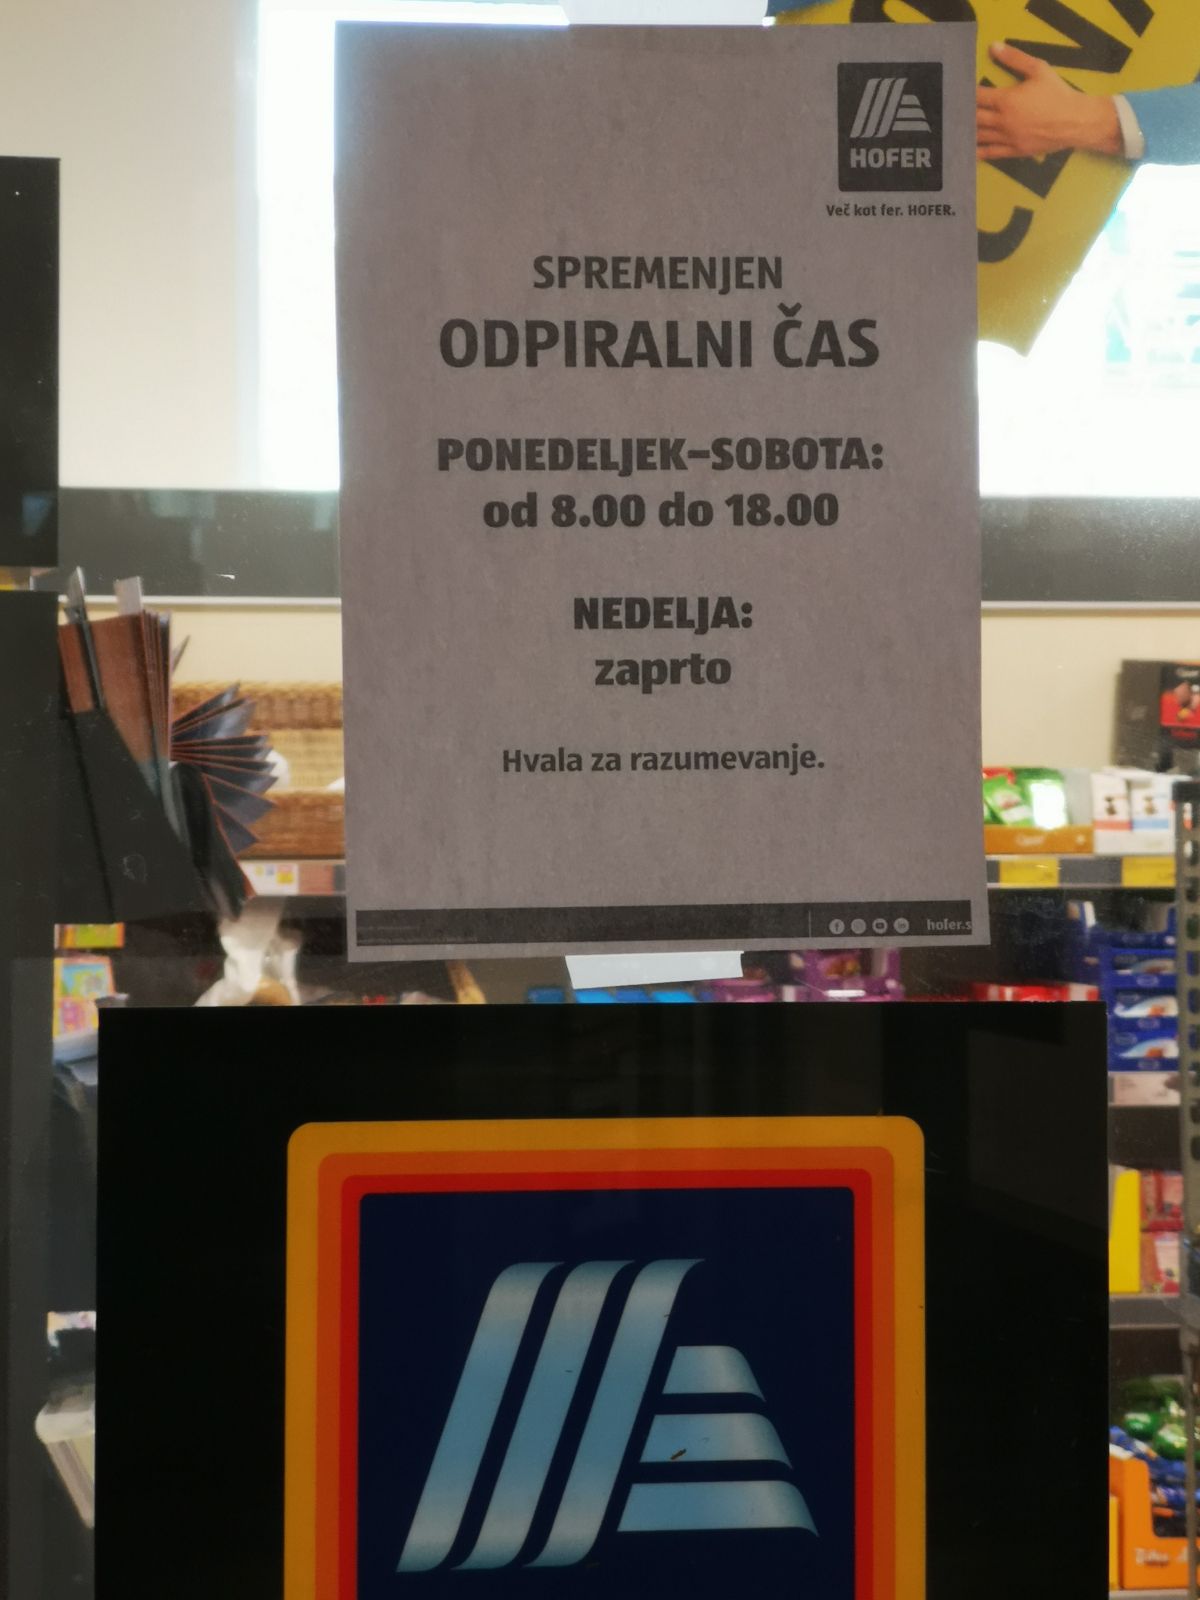 HOFER
Več kot fer. HOFER.
SPREMENJEN
ODPIRALNI ČAS
PONEDELJEK–SOBOTA:
od 8.00 do 18.00
NEDELJA:
zaprto
Hvala za razumevanje.
hofer.s